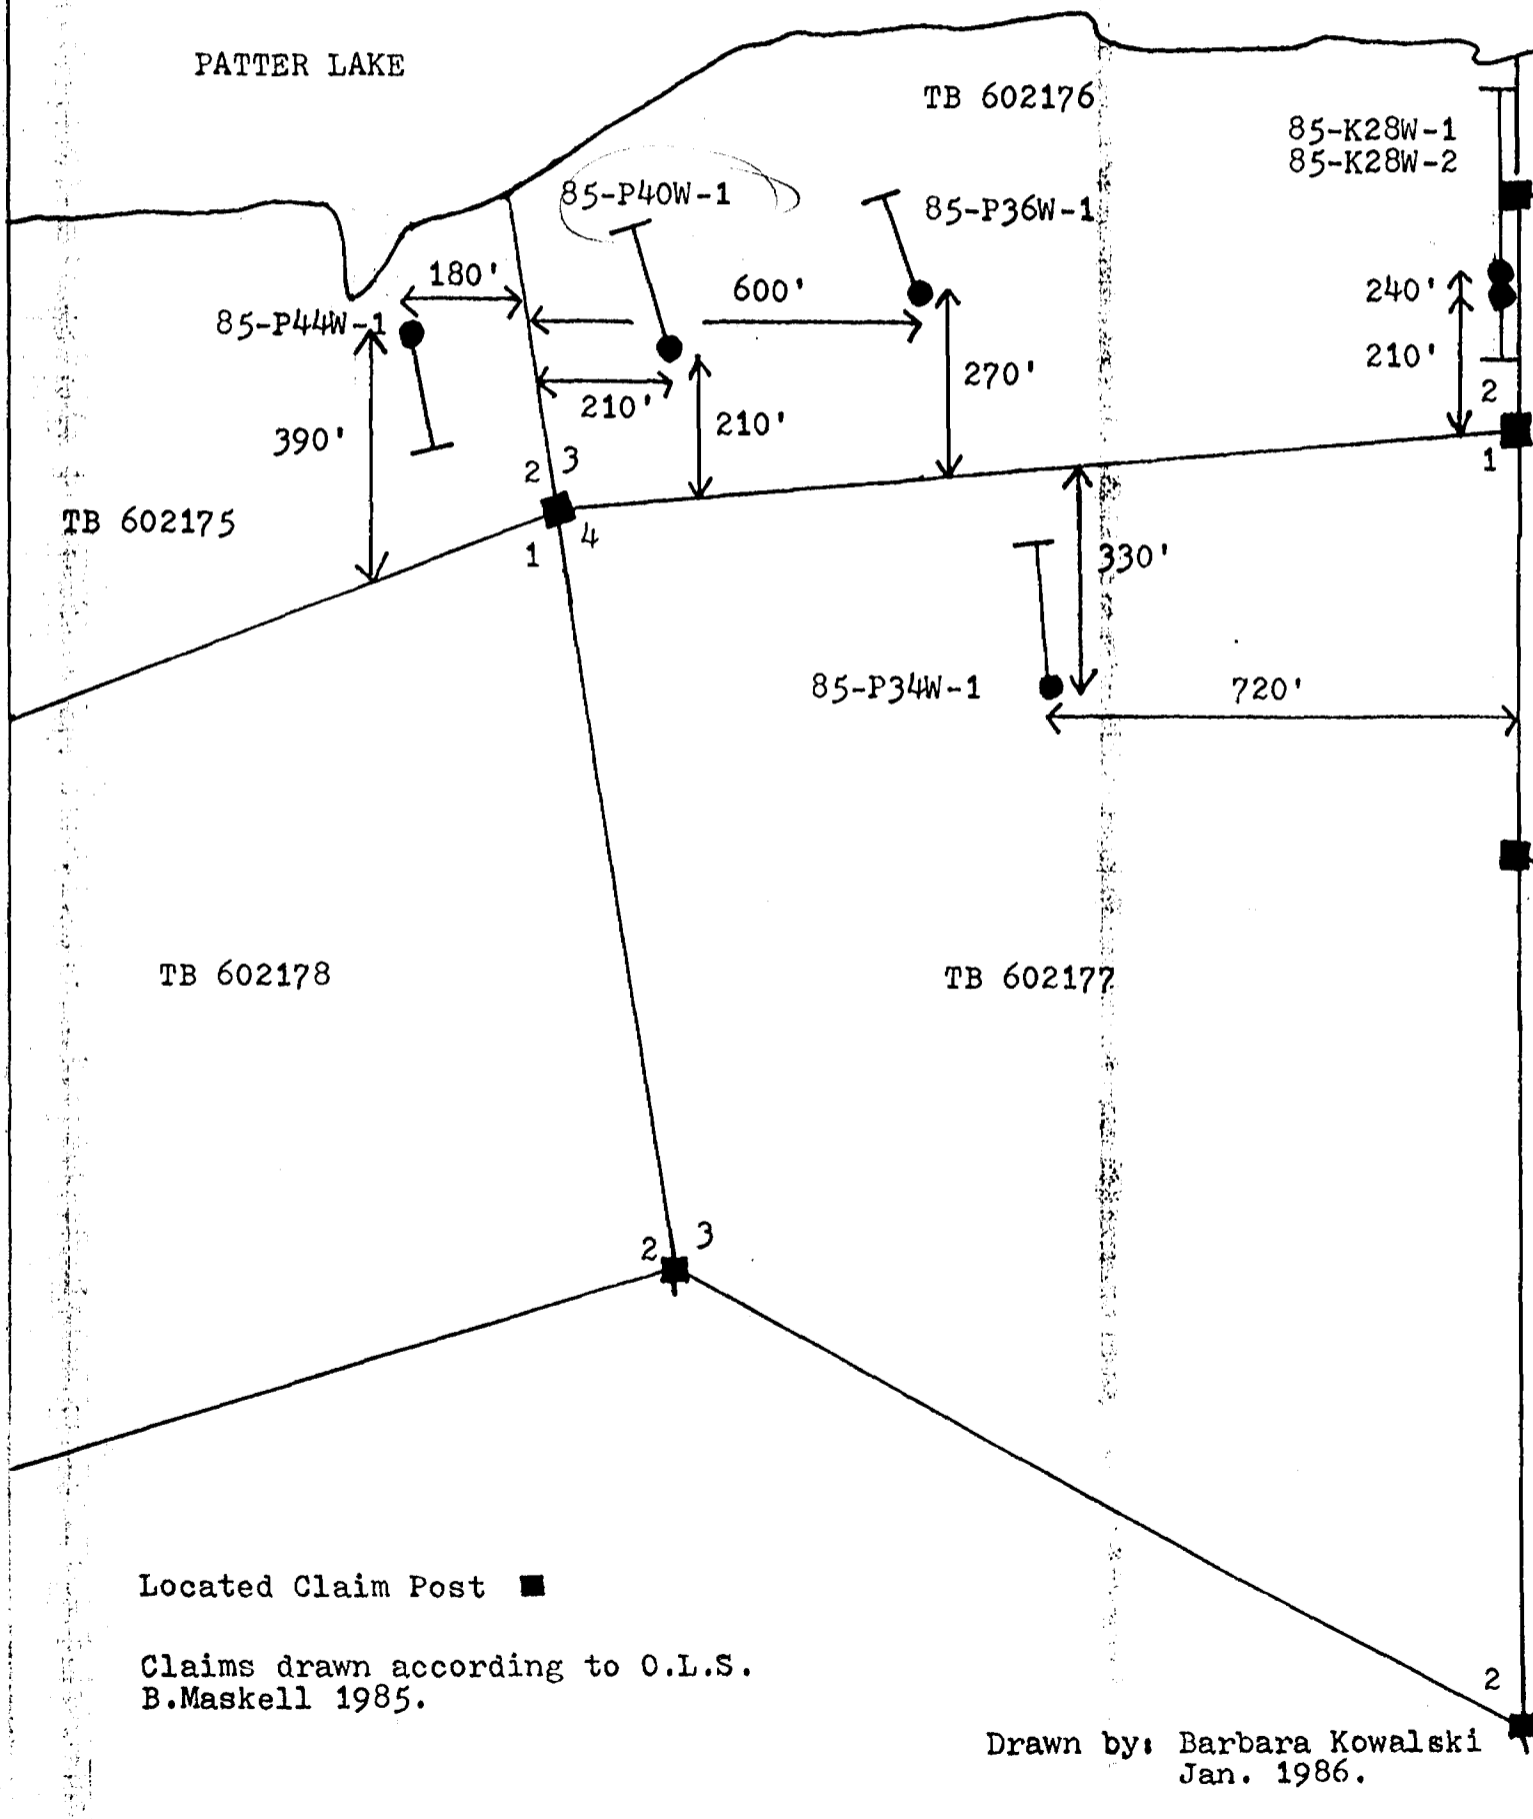 PATTER LAKE
TB 602176
85-K28W-1
85-K28W-2
85-P40W-1
85-P36W-1
180'
600'
240'
85-P44W-1
210'
270'
210'
210'
2
390'
2 3
1
TB 602175
1 4
330'
85-P34W-1
720'
TB 602178
TB 602177
2 3
Located Claim Post
Claims drawn according to O.L.S.
B.Maskell 1985.
2
Drawn by: Barbara Kowalski
Jan. 1986.